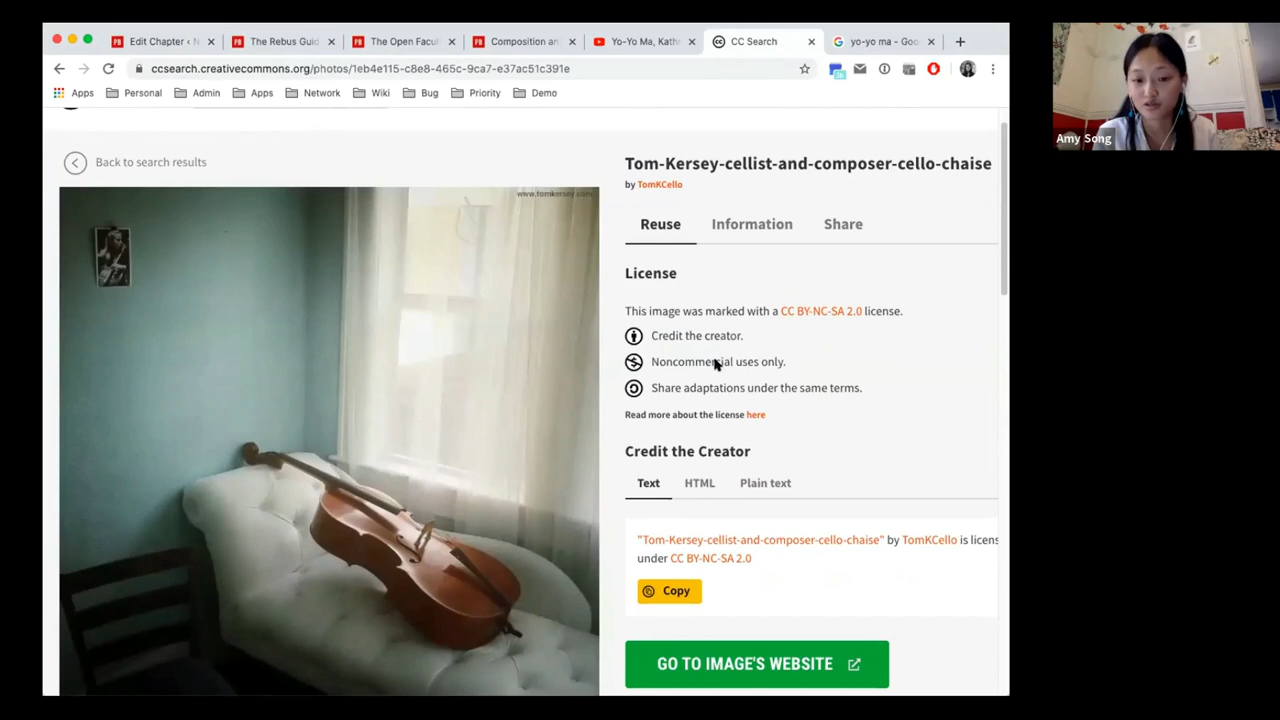 Edit Chapter ‹ N
The Rebus Guid
The Open Facul
Composition an
Yo-Yo Ma, Kath
CC Search
yo-yo ma - Goo
ccsearch.creativecommons.org/photos/1eb4e115-c8e8-465c-9ca7-e37ac51c391e
Apps Personal Admin Apps Network Wiki Bug Priority Demo
Back to search results
www.tomkersey.com
Tom-Kersey-cellist-and-composer-cello-chaise
by TomKCello
Reuse Information Share
License
This image was marked with a CC BY-NC-SA 2.0 license.
Credit the creator.
Noncommercial uses only.
Share adaptations under the same terms.
Read more about the license here
Credit the Creator
Text HTML Plain text
"Tom-Kersey-cellist-and-composer-cello-chaise" by TomKCello is licens
under CC BY-NC-SA 2.0
Copy
GO TO IMAGE'S WEBSITE
Amy Song